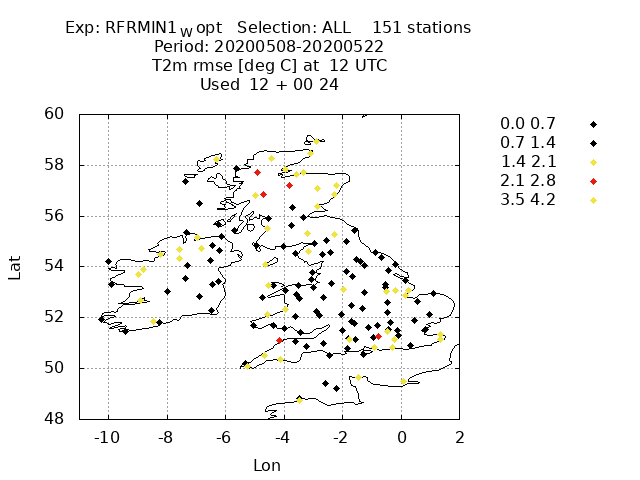 Exp: RFRMIN1_W opt   Selection: ALL    151 stations
Period: 20200508-20200522
T2m rmse [deg C] at  12 UTC
Used  12 + 00 24
0.0 0.7
0.7 1.4
1.4 2.1
2.1 2.8
3.5 4.2
60
58
56
54
52
50
48
Lat
-10 -8 -6 -4 -2 0 2
Lon